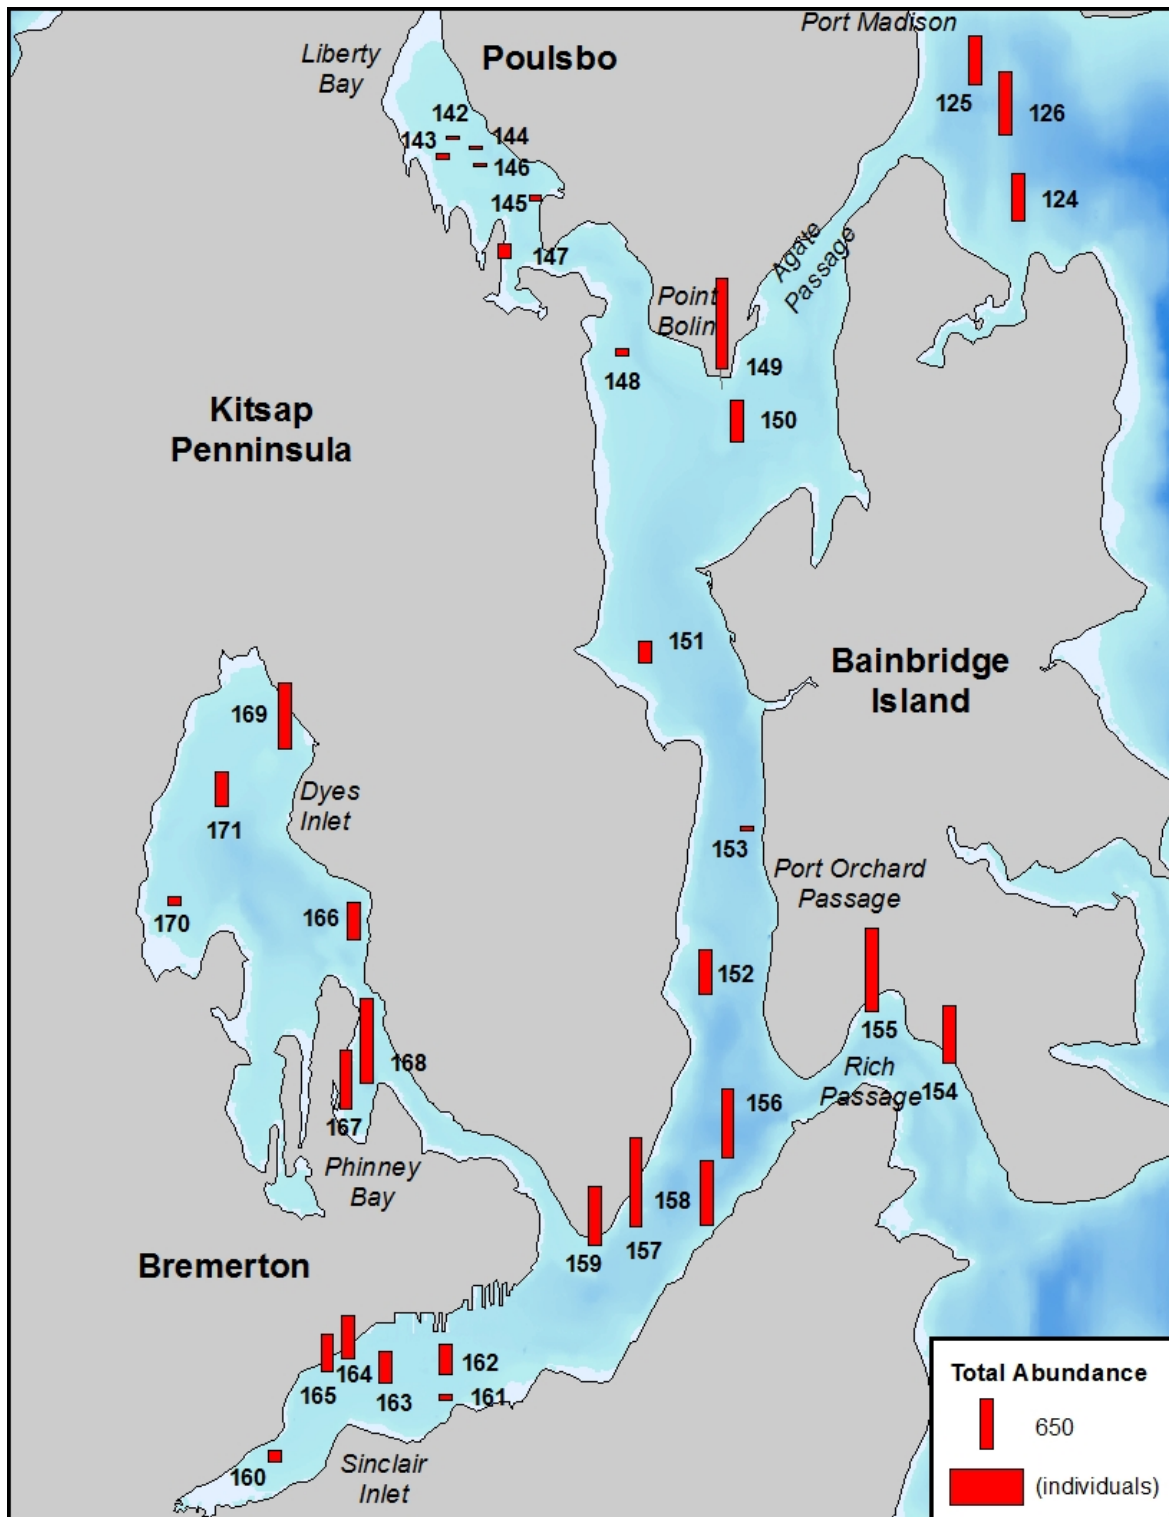 Port Madison
Liberty
Bay
Poulsbo
125
126
142
143
144
146
145
124
147
Agate
Passage
Point
Bolin
148
149
150
Kitsap
Penninsula
151
Bainbridge
Island
169
171
Dyes
Inlet
153
Port Orchard
Passage
170
166
152
155
154
Rich
Passage
168
167
156
Phinney
Bay
158
157
159
Bremerton
162
164
165
163
161
160
Sinclair
Inlet
Total Abundance
650
(individuals)